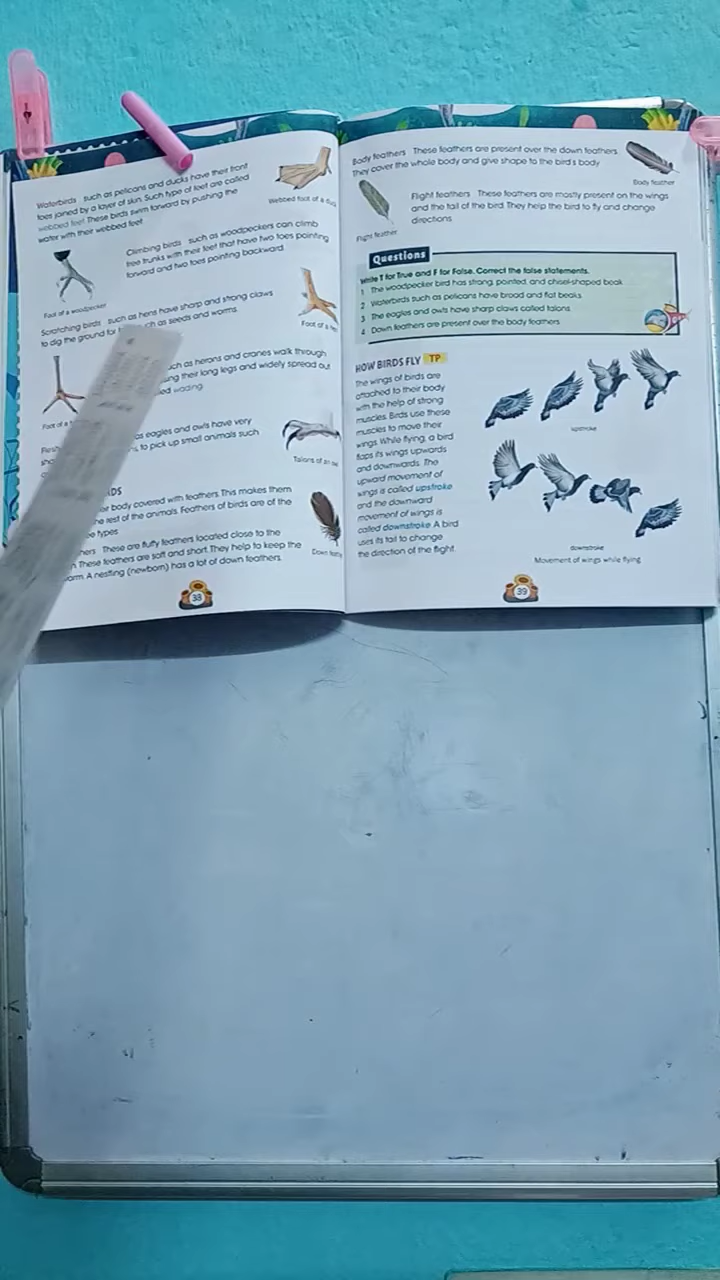 Waterbirds such as pelicans and ducks have their front
toes joined by a layer of skin. Such type of feet are called
webbed feet. These birds swim forward by pushing the
water with their webbed feet.
Webbed foot of a duck
Climbing birds such as woodpeckers can climb
tree trunks with their feet that have two toes pointing
forward and two toes pointing backward.
Foot of a woodpecker
Scratching birds such as hens have sharp and strong claws
to dig the ground for as seeds and worms.
Foot of a
such as herons and cranes walk through
their long legs and widely spread out
wading
Foot of a
as eagles and owls have very
to pick up small animals such
Talons of an
body covered with feathers. This makes them
rest of the animals. Feathers of birds are of the
types
These are fluffy feathers located close to the
These feathers are soft and short. They help to keep the
A nestling (newborn) has a lot of down feathers.
Down
38
Body feathers These feathers are present over the down feathers.
They cover the whole body and give shape to the bird's body
Body feather
Flight feathers These feathers are mostly present on the wings
and the tail of the bird. They help the bird to fly and change
directions.
Flight feather
Questions
Write T for True and F for False. Correct the false statements.
1 The woodpecker bird has strong, pointed, and chisel-shaped beak.
2 Waterbirds such as pelicans have broad and flat beaks.
3 The eagles and owls have sharp claws called talons.
4 Down feathers are present over the body feathers.
HOW BIRDS FLY TP
The wings of birds are
attached to their body
with the help of strong
muscles. Birds use these
muscles to move their
wings. While flying, a bird
flaps its wings upwards
and downwards. The
upward movement of
wings is called upstroke
and the downward
movement of wings is
called downstroke. A bird
uses its tail to change
the direction of the flight.
upstroke
downstroke
Movement of wings while flying
39